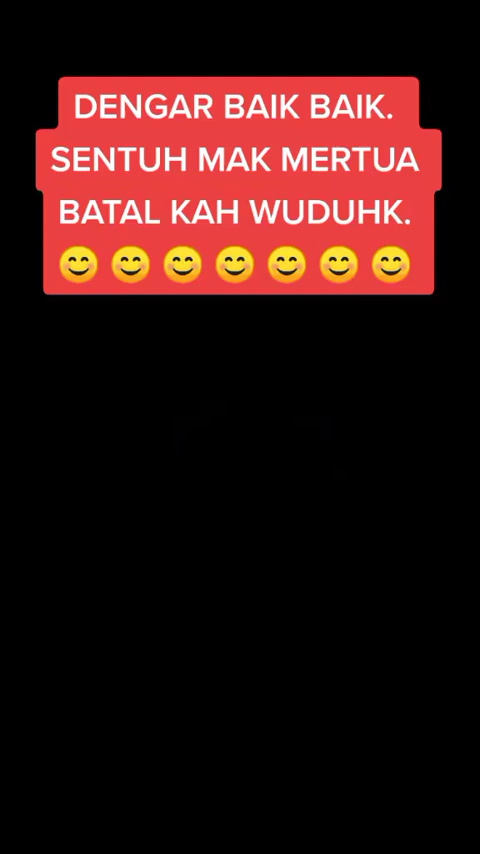 DENGAR BAIK BAIK.
SENTUH MAK MERTUA
BATAL KAH WUDUHK.
😊😊😊😊😊😊😊